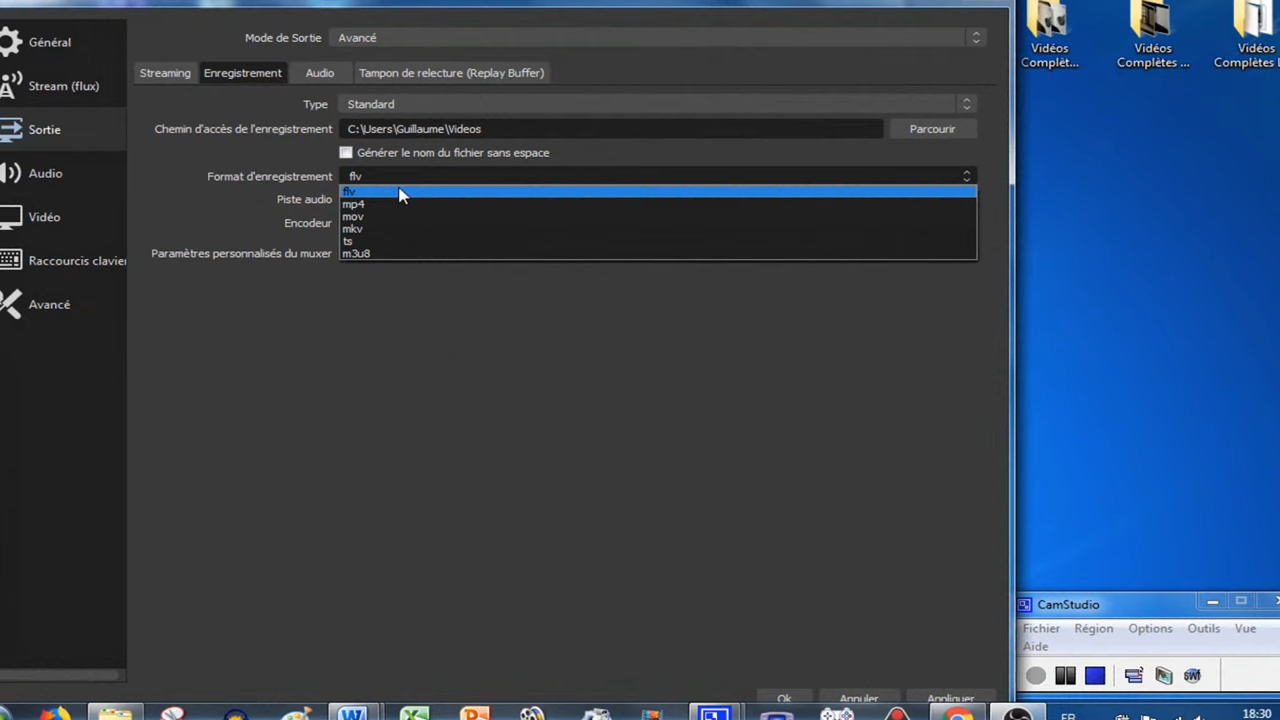 Général
Stream (flux)
Sortie
Audio
Vidéo
Raccourcis clavier
Avancé
Mode de Sortie Avancé
Streaming Enregistrement Audio Tampon de relecture (Replay Buffer)
Type Standard
Chemin d'accès de l'enregistrement C:\Users\Guillaume\Videos Parcourir
Générer le nom du fichier sans espace
Format d'enregistrement flv
Piste audio
Encodeur
Paramètres personnalisés du muxer
flv
mp4
mov
mkv
ts
m3u8
Ok Annuler Appliquer
Vidéos
Complèt...
Vidéos
Complètes ...
Vidéos
Complètes L
CamStudio
Fichier Région Options Outils Vue
Aide
FR 18:30